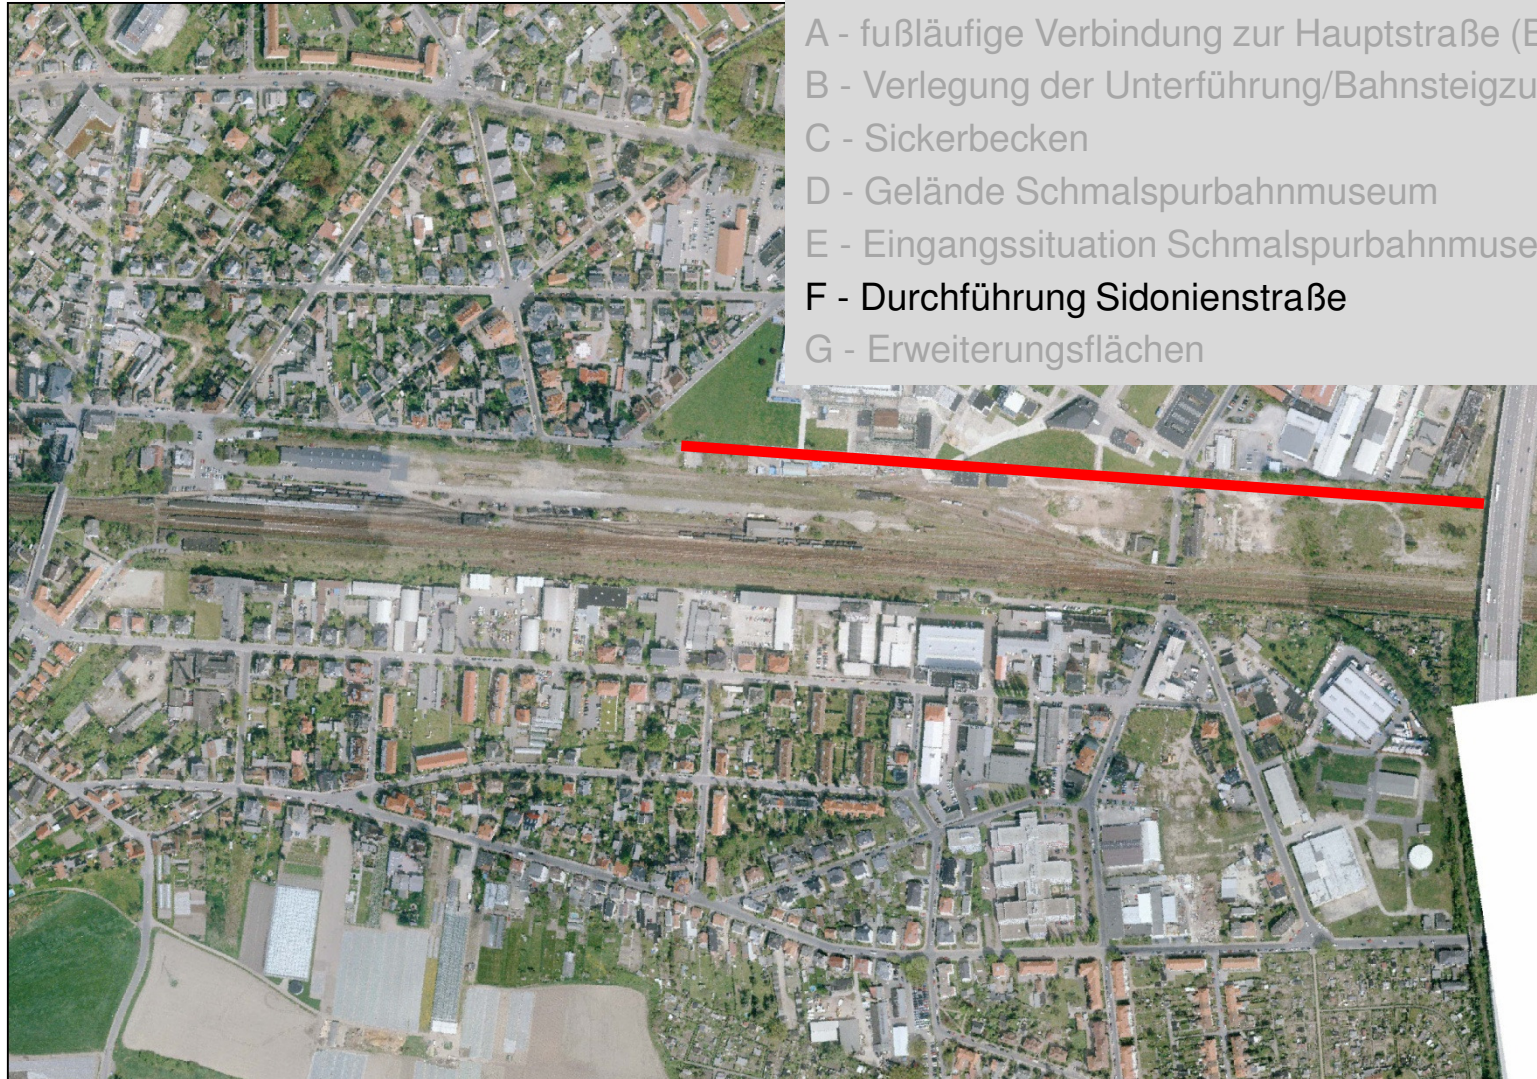 A - fußläufige Verbindung zur Hauptstraße (
B - Verlegung der Unterführung/Bahnsteigzu
C - Sickerbecken
D - Gelände Schmalspurbahnmuseum
E - Eingangssituation Schmalspurbahnmuse
F - Durchführung Sidonienstraße
G - Erweiterungsflächen